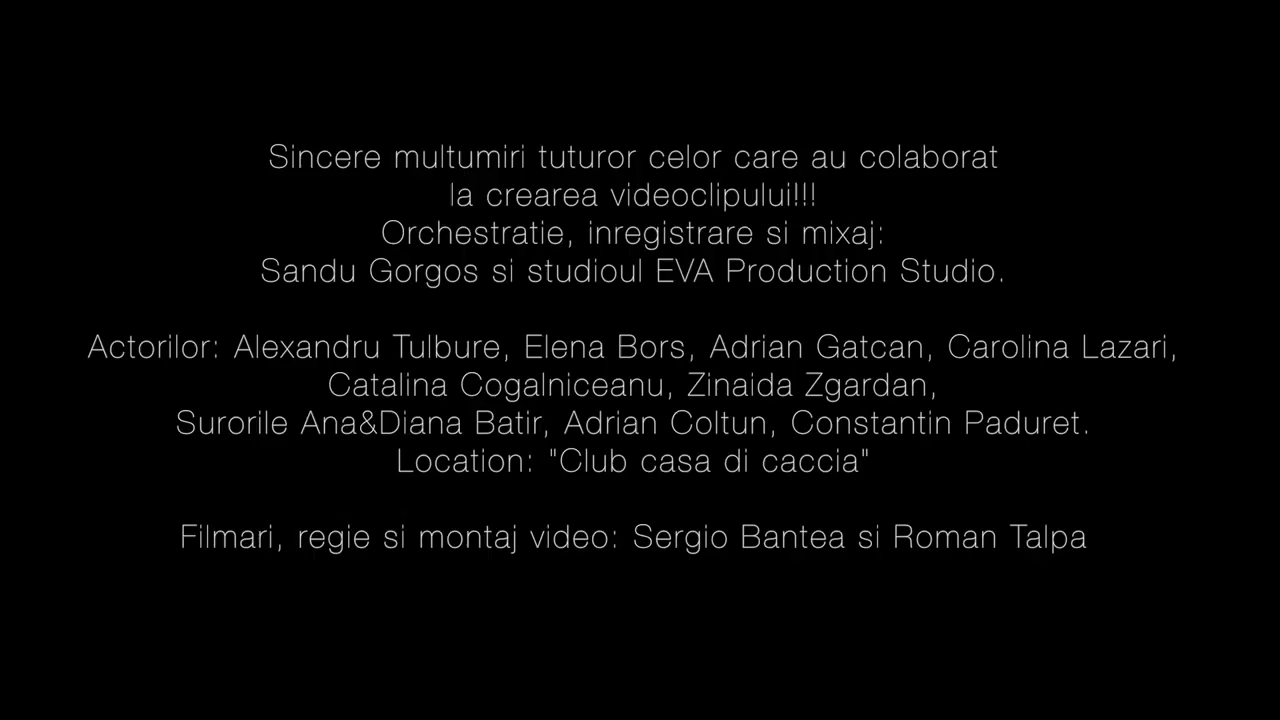 Sincere multumiri tuturor celor care au colaborat
la crearea videoclipului!!!
Orchestratie, inregistrare si mixaj:
Sandu Gorgos si studioul EVA Production Studio.
Actorilor: Alexandru Tulbure, Elena Bors, Adrian Gatcan, Carolina Lazari,
Catalina Cogalniceanu, Zinaida Zgardan,
Surorile Ana&Diana Batir, Adrian Coltun, Constantin Paduret.
Location: "Club casa di caccia"
Filmari, regie si montaj video: Sergio Bantea si Roman Talpa